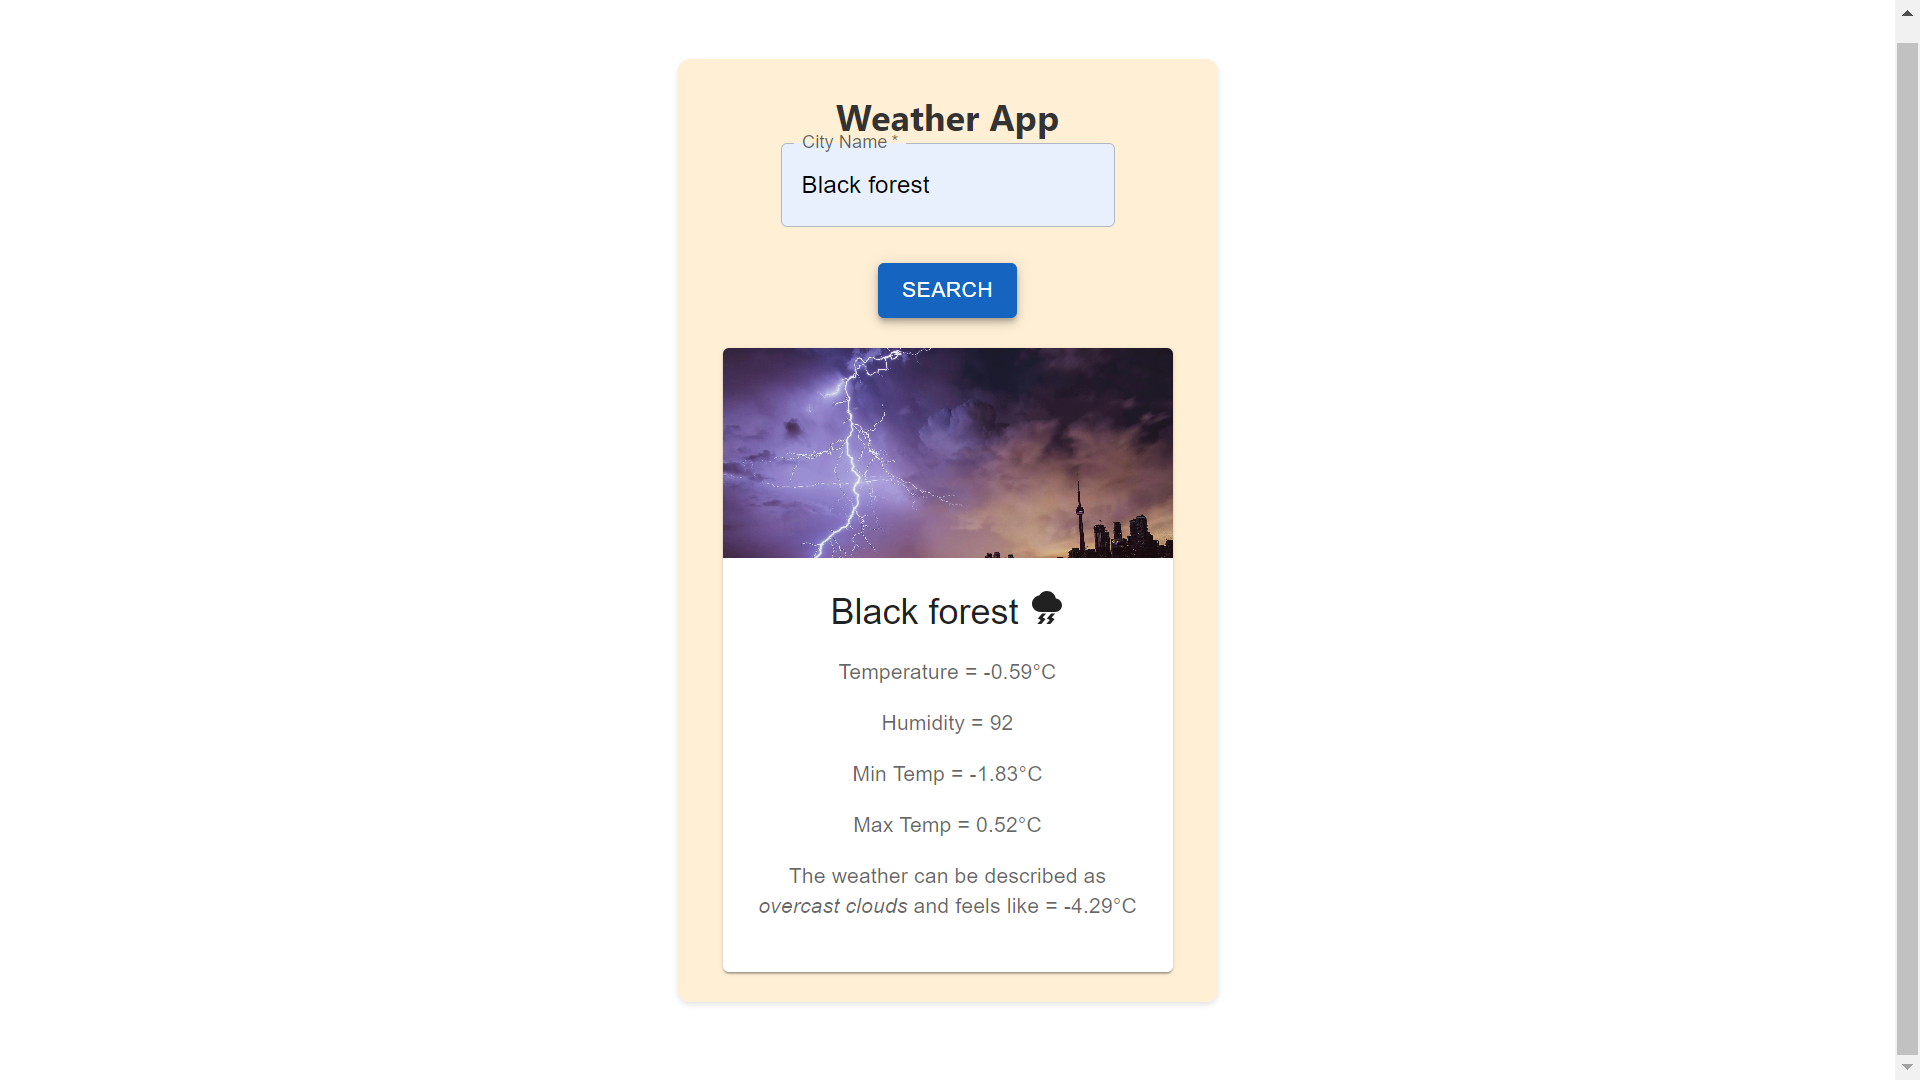 Weather App
City Name *
Black forest
SEARCH
Black forest
Temperature = -0.59°C
Humidity = 92
Min Temp = -1.83°C
Max Temp = 0.52°C
The weather can be described as
overcast clouds and feels like = -4.29°C